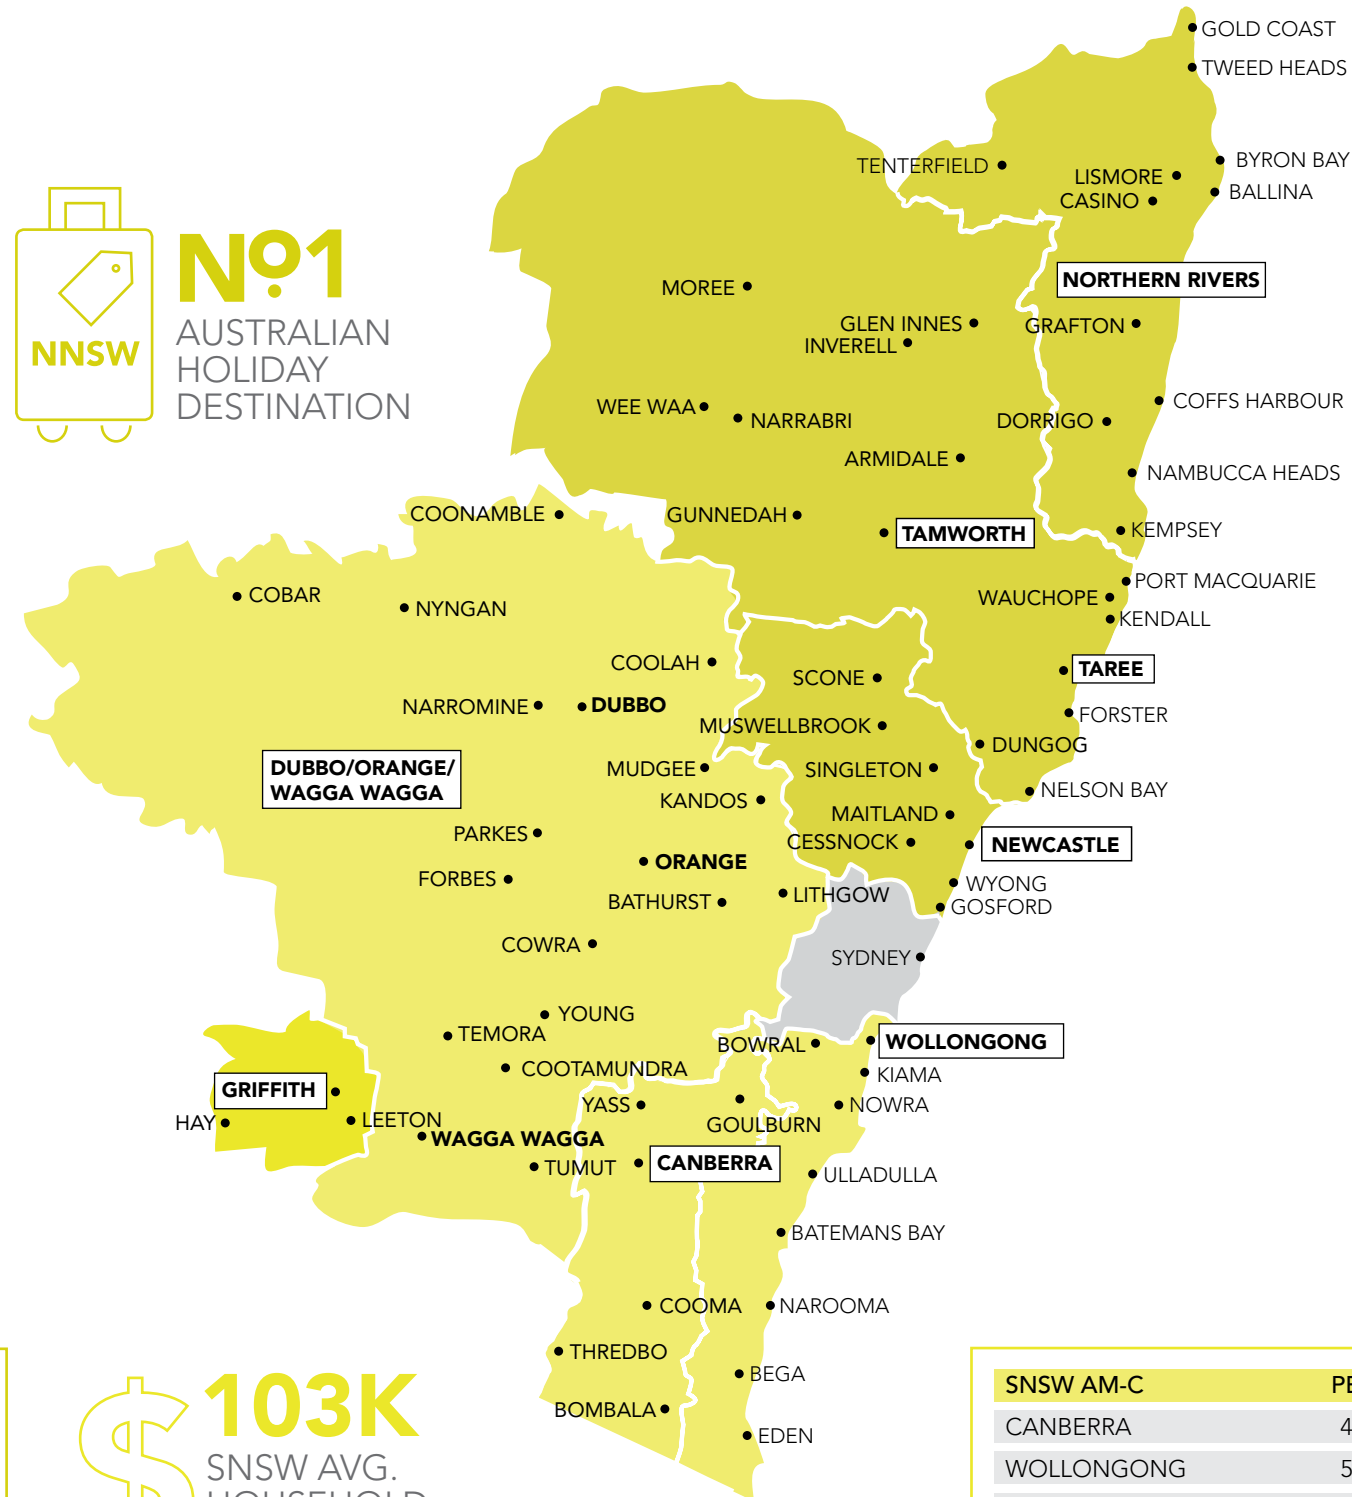 GOLD COAST
TWEED HEADS
BYRON BAY
TENTERFIELD
LISMORE
BALLINA
CASINO
NNSW
Nº1
AUSTRALIAN
HOLIDAY
DESTINATION
NORTHERN RIVERS
MOREE
GLEN INNES
GRAFTON
INVERELL
WEE WAA
NARRABRI
COFFS HARBOUR
DORRIGO
ARMIDALE
NAMBUCCA HEADS
COONAMBLE
GUNNEDAH
TAMWORTH
KEMPSEY
COBAR
NYNGAN
PORT MACQUARIE
WAUCHOPE
KENDALL
COOLAH
SCONE
TAREE
NARROMINE
DUBBO
MUSWELLBROOK
FORSTER
DUNGOG
DUBBO/ORANGE/
WAGGA WAGGA
MUDGEE
SINGLETON
KANDOS
NELSON BAY
MAITLAND
PARKES
CESSNOCK
NEWCASTLE
ORANGE
FORBES
WYONG
BATHURST
LITHGOW
GOSFORD
COWRA
SYDNEY
YOUNG
TEMORA
BOWRAL
WOLLONGONG
COOTAMUNDRA
KIAMA
GRIFFITH
YASS
NOWRA
HAY
LEETON
GOULBURN
WAGGA WAGGA
TUMUT
CANBERRA
ULLADULLA
BATEMANS BAY
COOMA
NAROOMA
THREDBO
BEGA
BOMBALA
EDEN
$
103K
SNSW AVG.
HOUSEHOLD
SNSW AM-C
CANBERRA 4
WOLLONGONG 5